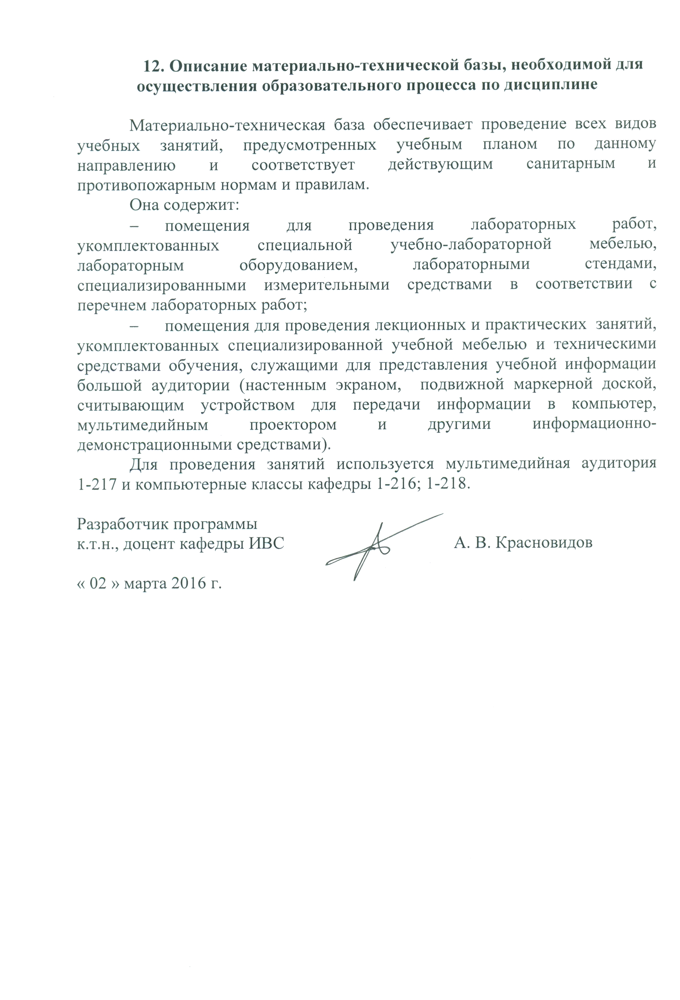 12. Описание материально-технической базы, необходимой для
осуществления образовательного процесса по дисциплине
Материально-техническая база обеспечивает проведение всех видов
учебных занятий, предусмотренных учебным планом по данному
направлению и соответствует действующим санитарным и
противопожарным нормам и правилам.
Она содержит:
– помещения для проведения лабораторных работ,
укомплектованных специальной учебно-лабораторной мебелью,
лабораторным оборудованием, лабораторными стендами,
специализированными измерительными средствами в соответствии с
перечнем лабораторных работ;
– помещения для проведения лекционных и практических занятий,
укомплектованных специализированной учебной мебелью и техническими
средствами обучения, служащими для представления учебной информации
большой аудитории (настенным экраном, подвижной маркерной доской,
считывающим устройством для передачи информации в компьютер,
мультимедийным проектором и другими информационно-
демонстрационными средствами).
Для проведения занятий используется мультимедийная аудитория
1-217 и компьютерные классы кафедры 1-216; 1-218.
Разработчик программы
к.т.н., доцент кафедры ИВС А. В. Красновидов
« 02 » марта 2016 г.